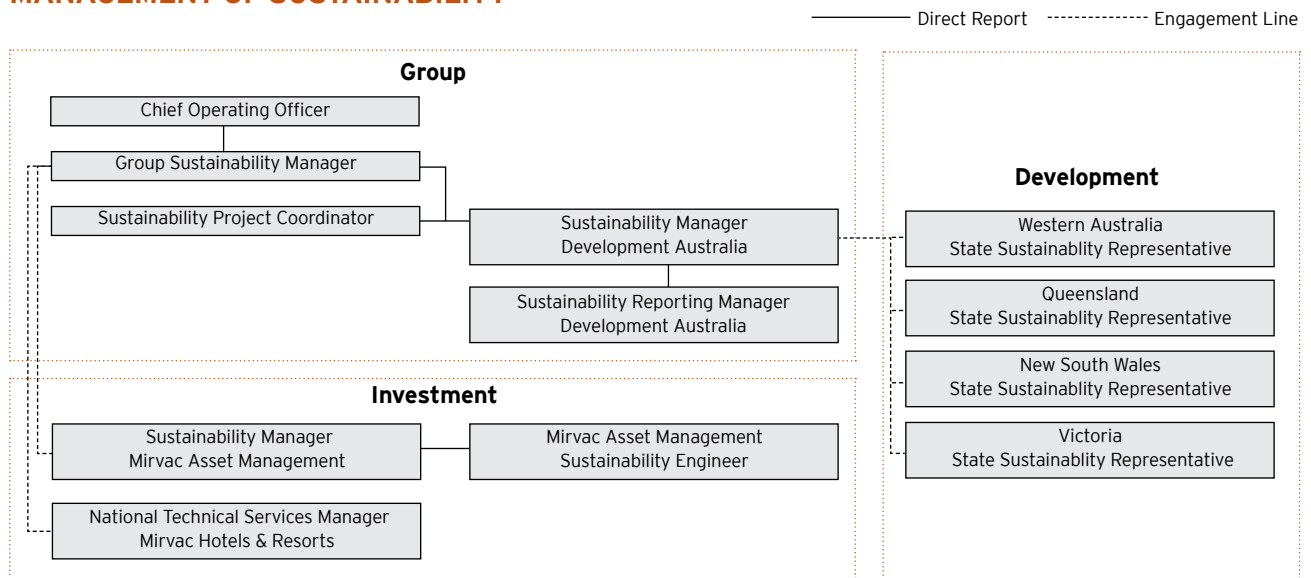 MANAGEMENT OF SUSTAINABILITY
Direct Report
Engagement Line
Group
Chief Operating Officer
Group Sustainability Manager
Sustainability Project Coordinator
Sustainability Manager
Development Australia
Sustainability Reporting Manager
Development Australia
Investment
Sustainability Manager
Mirvac Asset Management
Mirvac Asset Management
Sustainability Engineer
National Technical Services Manager
Mirvac Hotels & Resorts
Development
Western Australia
State Sustainablity Representative
Queensland
State Sustainablity Representative
New South Wales
State Sustainablity Representative
Victoria
State Sustainablity Representative